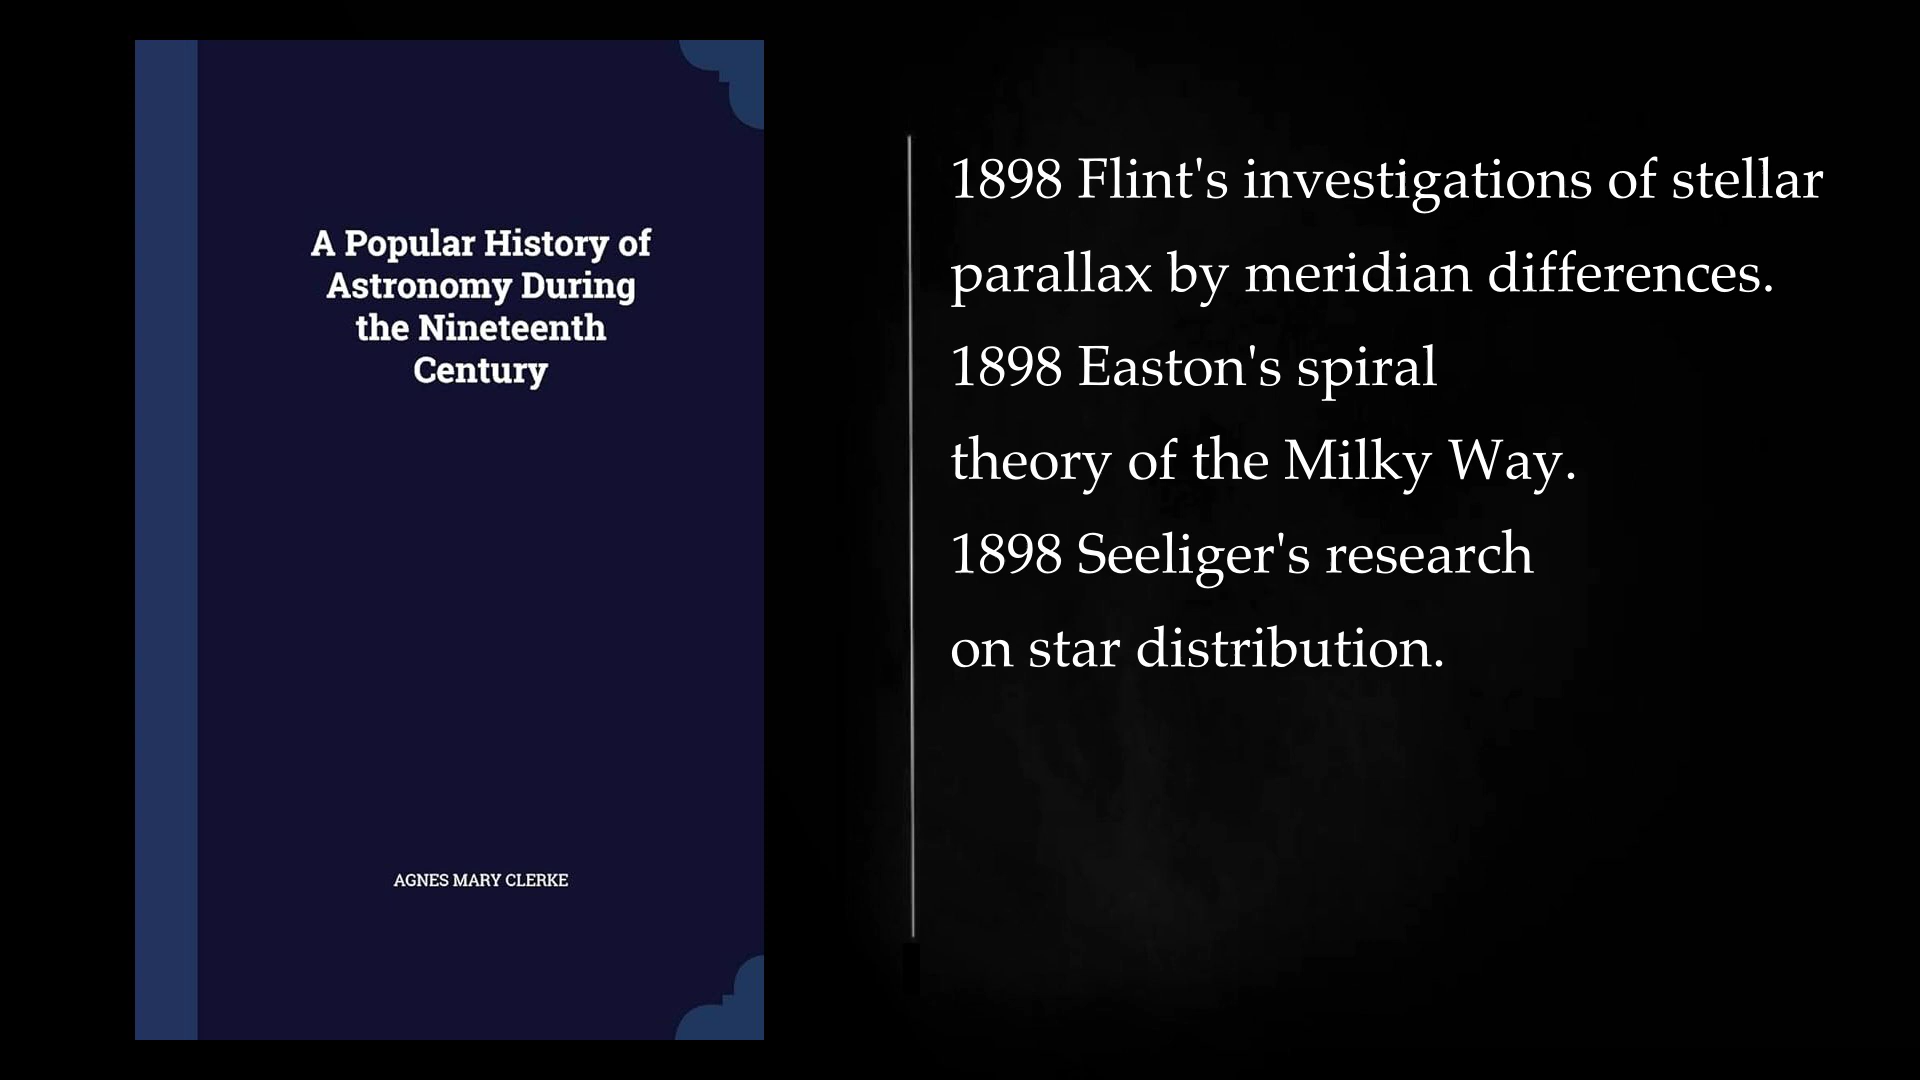 A Popular History of
Astronomy During
the Nineteenth
Century
AGNES MARY CLERKE
1898 Flint's investigations of stellar
parallax by meridian differences.
1898 Easton's spiral
theory of the Milky Way.
1898 Seeliger's research
on star distribution.